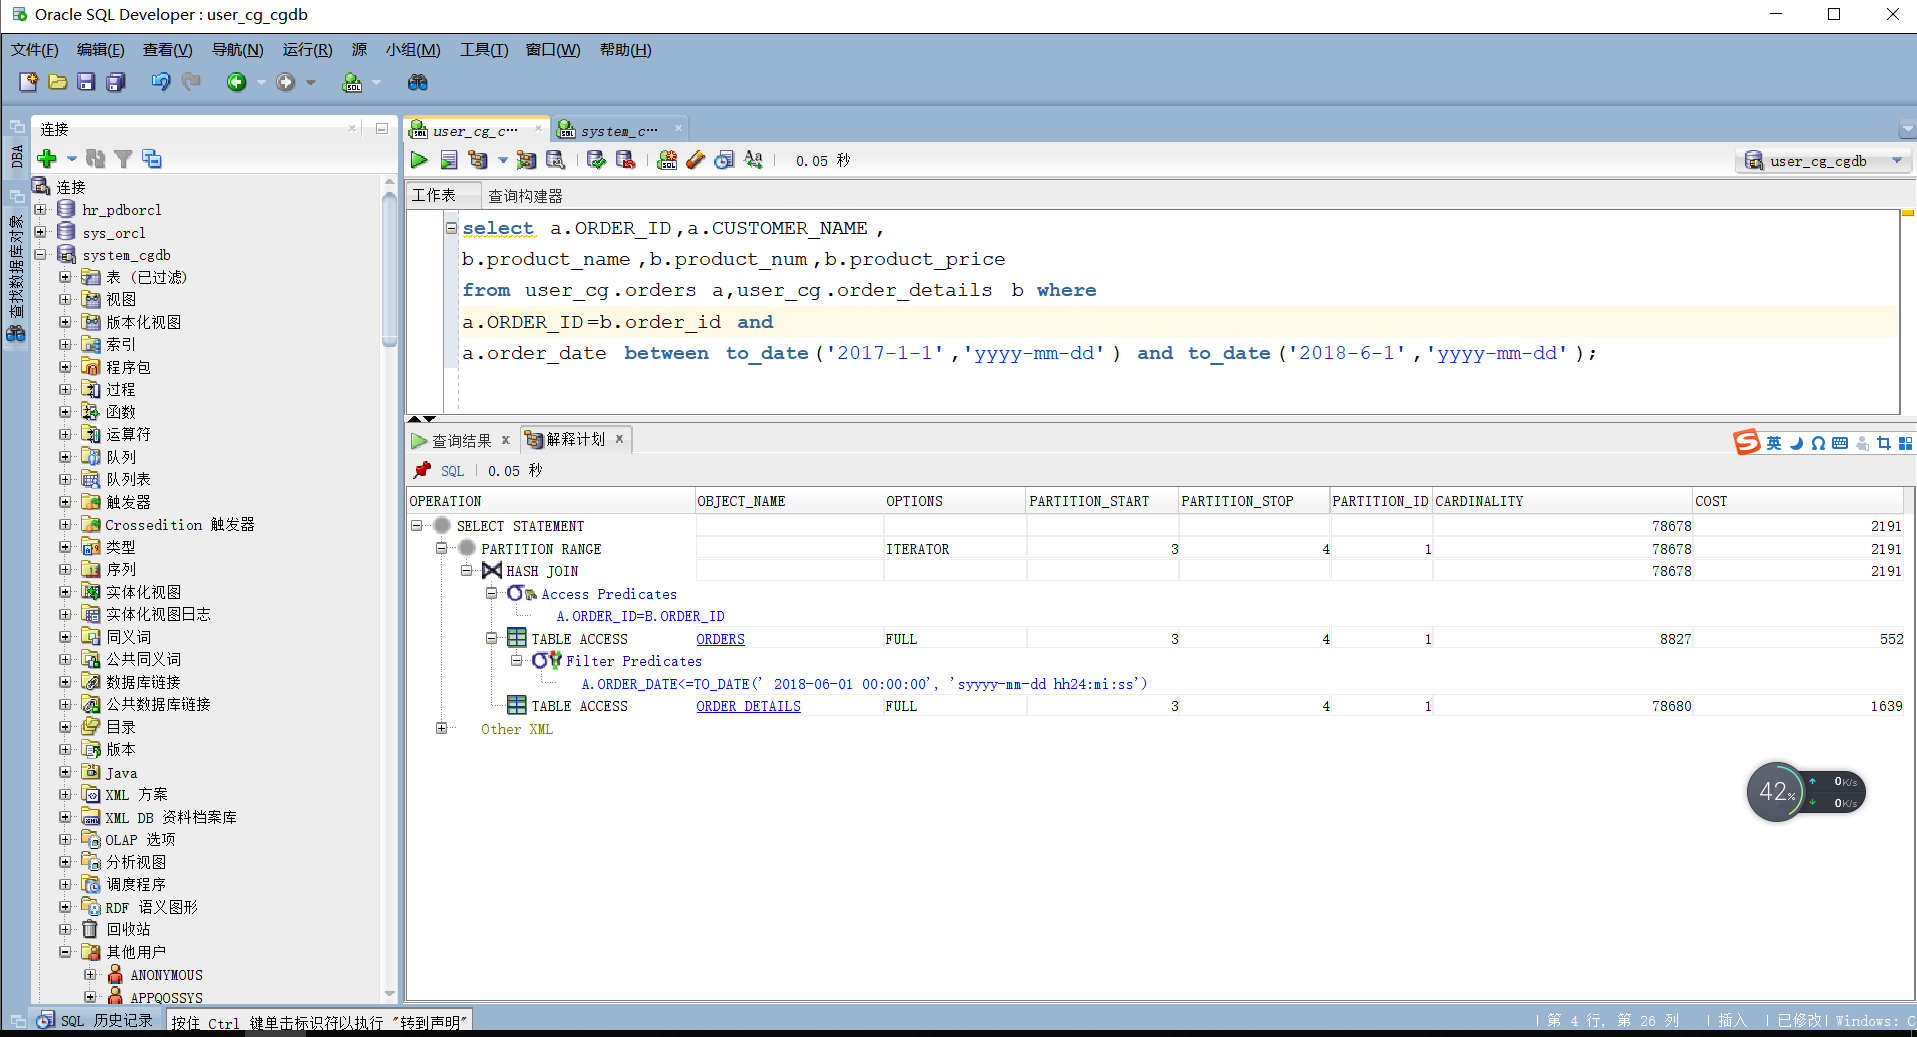 Oracle SQL Developer : user_cg_cgdb
文件(F) 编辑(E) 查看(V) 导航(N) 运行(R) 源 小组(M) 工具(T) 窗口(W) 帮助(H)
DBA
查找数据库对象
连接
连接
hr_pdborcl
sys_orcl
system_cgdb
表 (已过滤)
视图
版本化视图
索引
程序包
过程
函数
运算符
队列
队列表
触发器
Crossedition 触发器
类型
序列
实体化视图
实体化视图日志
同义词
公共同义词
数据库链接
公共数据库链接
目录
版本
Java
XML 方案
XML DB 资料档案库
OLAP 选项
分析视图
调度程序
RDF 语义图形
回收站
其他用户
ANONYMOUS
APPQOSSYS
user_cg_c… system_c…
0.05 秒
user_cg_cgdb
工作表 查询构建器
select a.ORDER_ID,a.CUSTOMER_NAME,
b.product_name,b.product_num,b.product_price
from user_cg.orders a,user_cg.order_details b where
a.ORDER_ID=b.order_id and
a.order_date between to_date('2017-1-1','yyyy-mm-dd') and to_date('2018-6-1','yyyy-mm-dd');
查询结果 x 解释计划 x
英
SQL | 0.05 秒
OPERATION OBJECT_NAME OPTIONS PARTITION_START PARTITION_STOP PARTITION_ID CARDINALITY COST
SELECT STATEMENT 78678 2191
PARTITION RANGE ITERATOR 3 4 1 78678 2191
HASH JOIN 78678 2191
Access Predicates
A.ORDER_ID=B.ORDER_ID
TABLE ACCESS ORDERS FULL 3 4 1 8827 552
Filter Predicates
A.ORDER_DATE<=TO_DATE(' 2018-06-01 00:00:00', 'syyyy-mm-dd hh24:mi:ss')
TABLE ACCESS ORDER_DETAILS FULL 3 4 1 78680 1639
Other XML
42%
0K/s
0K/s
SQL 历史记录
按住 Ctrl 键单击标识符以执行 "转到声明"
| 第 4 行, 第 26 列 | 插入 | 已修改| Windows: C